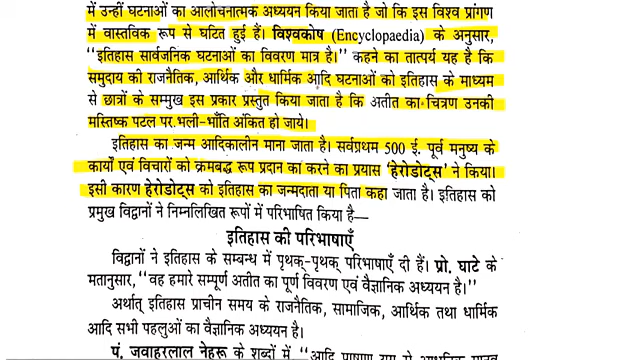 में उन्हीं घटनाओं का आलोचनात्मक अध्ययन किया जाता है जो कि इस विश्व प्रांगण
में वास्तविक रूप से घटित हुई हैं। विश्वकोष (Encyclopaedia) के अनुसार,
"इतिहास सार्वजनिक घटनाओं का विवरण मात्र है।" कहने का तात्पर्य यह है कि
समुदाय की राजनैतिक, आर्थिक और धार्मिक आदि घटनाओं को इतिहास के माध्यम
से छात्रों के सम्मुख इस प्रकार प्रस्तुत किया जाता है कि अतीत का चित्रण उनकी
मस्तिष्क पटल पर भली-भाँति अंकित हो जाये।
इतिहास का जन्म आदिकालीन माना जाता है। सर्वप्रथम 500 ई. पूर्व मनुष्य के
कार्यों एवं विचारों को क्रमबद्ध रूप प्रदान का करने का प्रयास 'हेरोडोट्स' ने किया।
इसी कारण हेरोडोट्स को इतिहास का जन्मदाता या पिता कहा जाता है। इतिहास को
प्रमुख विद्वानों ने निम्नलिखित रूपों में परिभाषित किया है—
इतिहास की परिभाषाएँ
विद्वानों ने इतिहास के सम्बन्ध में पृथक्-पृथक् परिभाषाएँ दी हैं। प्रो. घाटे के
मतानुसार, "वह हमारे सम्पूर्ण अतीत का पूर्ण विवरण एवं वैज्ञानिक अध्ययन है।"
अर्थात् इतिहास प्राचीन समय के राजनैतिक, सामाजिक, आर्थिक तथा धार्मिक
आदि सभी पहलुओं का वैज्ञानिक अध्ययन है।
पं. जवाहरलाल नेहरू के शब्दों में "आदि पाषाण युग से आधुनिक मानव